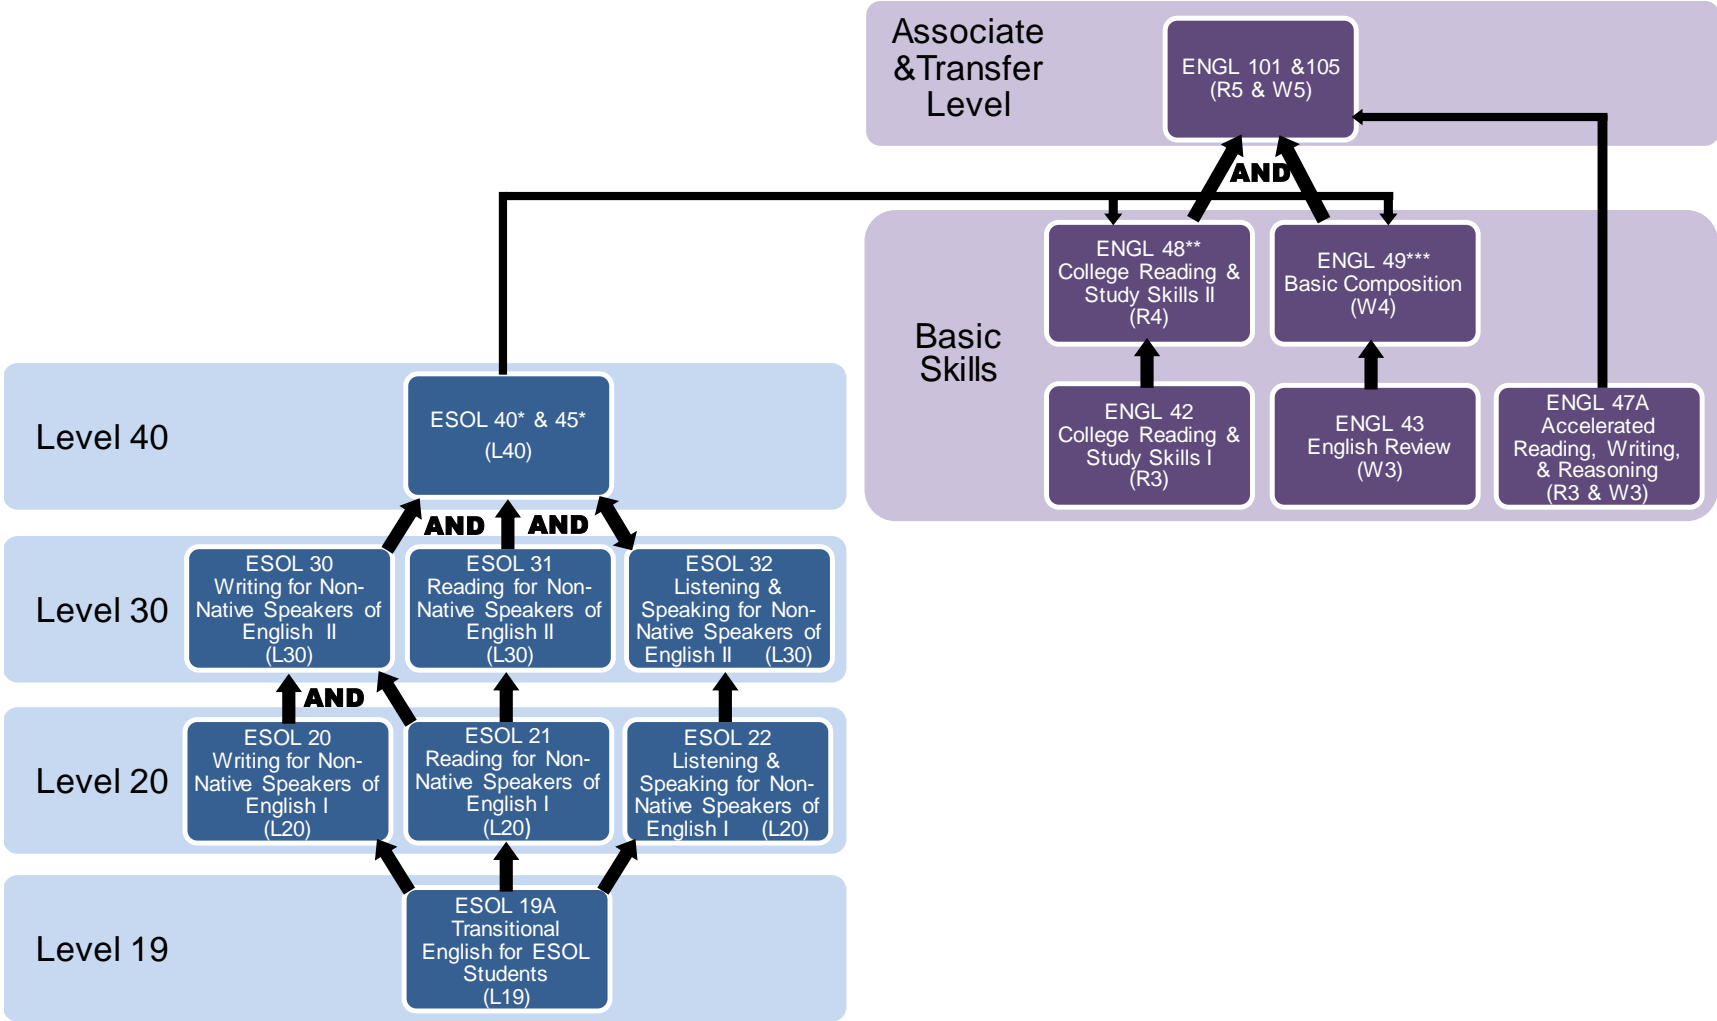 Associate
&Transfer
Level
ENGL 101 &105
(R5 & W5)
AND
Basic
Skills
ENGL 48**
College Reading &
Study Skills II
(R4)
ENGL 49***
Basic Composition
(W4)
ENGL 42
College Reading &
Study Skills I
(R3)
ENGL 43
English Review
(W3)
ENGL 47A
Accelerated
Reading, Writing,
& Reasoning
(R3 & W3)
Level 40
ESOL 40* & 45*
(L40)
AND
AND
Level 30
ESOL 30
Writing for Non-
Native Speakers of
English II
(L30)
ESOL 31
Reading for Non-
Native Speakers of
English II
(L30)
ESOL 32
Listening &
Speaking for Non-
Native Speakers of
English II (L30)
AND
Level 20
ESOL 20
Writing for Non-
Native Speakers of
English I
(L20)
ESOL 21
Reading for Non-
Native Speakers of
English I
(L20)
ESOL 22
Listening &
Speaking for Non-
Native Speakers of
English I (L20)
Level 19
ESOL 19A
Transitional
English for ESOL
Students
(L19)